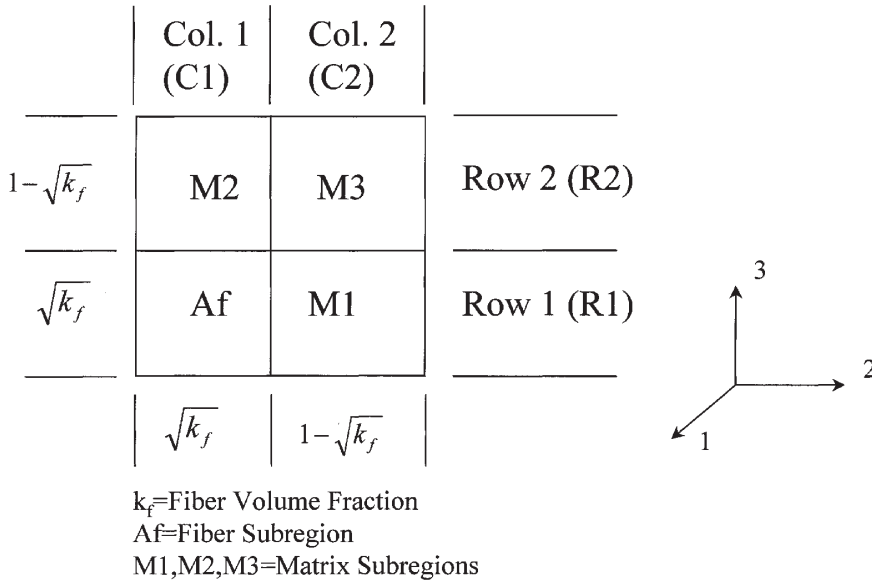 Col. 1 Col. 2
(C1) (C2)
1−√k_f M2 M3 Row 2 (R2)
√k_f Af M1 Row 1 (R1)
3
2
1
√k_f 1−√k_f
k_f=Fiber Volume Fraction
Af=Fiber Subregion
M1,M2,M3=Matrix Subregions